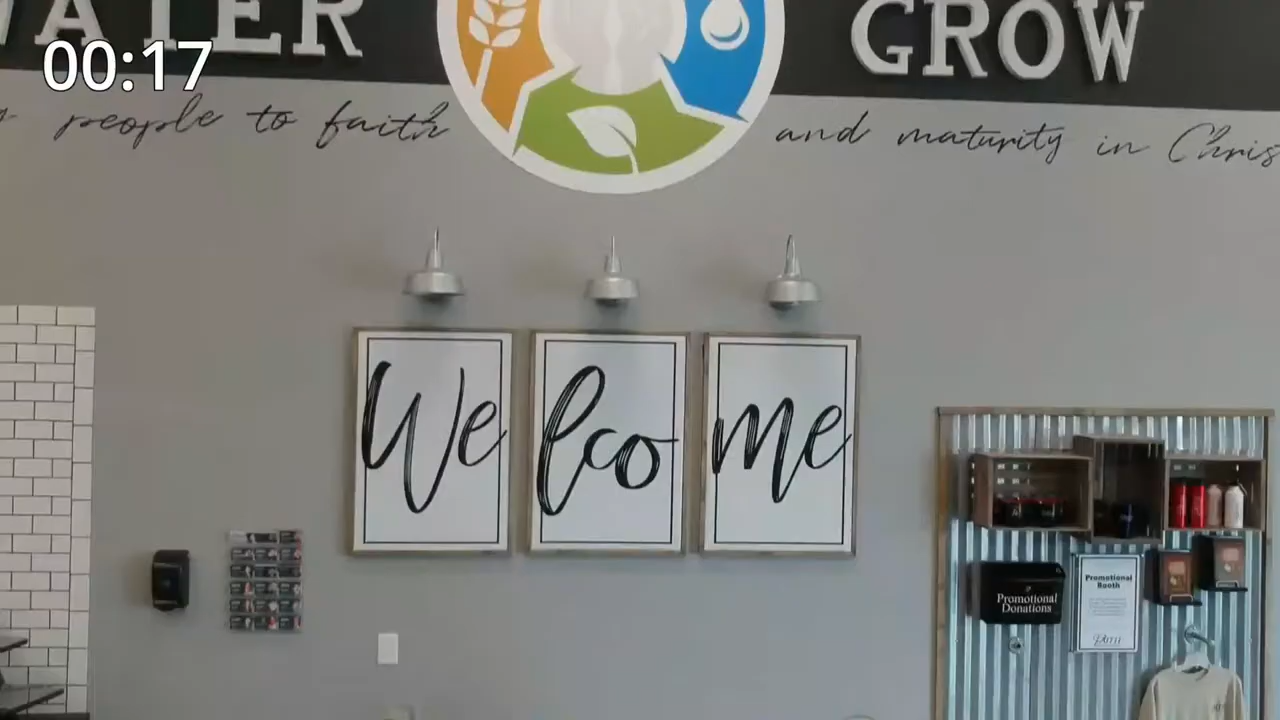 WATER GROW
00:17
people to faith and maturity in Chris
We lco me
Promotional
Donations
Promotional
Booth